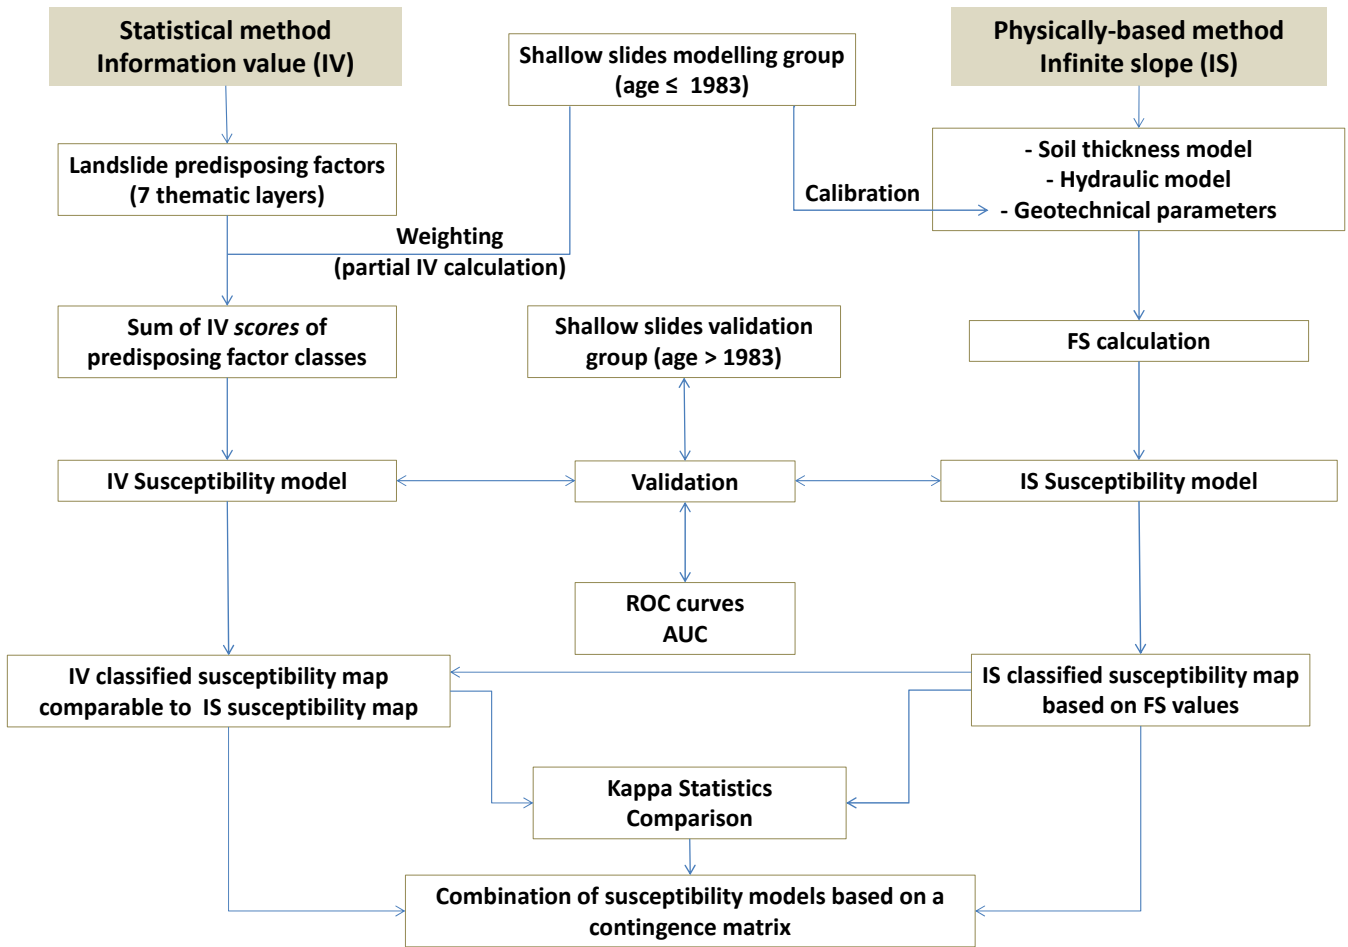 Statistical method
Information value (IV)
Shallow slides modelling group
(age ≤ 1983)
Physically-based method
Infinite slope (IS)
Landslide predisposing factors
(7 thematic layers)
- Soil thickness model
- Hydraulic model
- Geotechnical parameters
Calibration
Weighting
(partial IV calculation)
Sum of IV scores of
predisposing factor classes
Shallow slides validation
group (age > 1983)
FS calculation
IV Susceptibility model
Validation
IS Susceptibility model
ROC curves
AUC
IV classified susceptibility map
comparable to IS susceptibility map
IS classified susceptibility map
based on FS values
Kappa Statistics
Comparison
Combination of susceptibility models based on a
contingence matrix